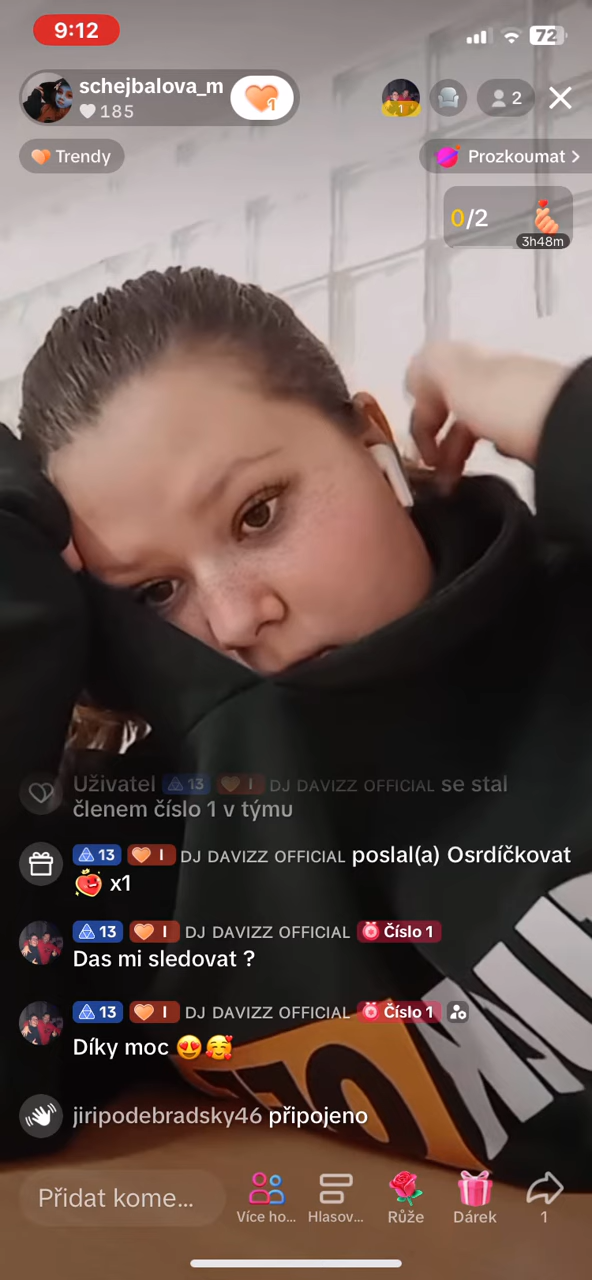 9:12
72
schejbalova_m
185
1
1
2
Trendy
Prozkoumat
0/2
3h48m
Uživatel 13 I DJ DAVIZZ OFFICIAL se stal
členem číslo 1 v týmu
13 I DJ DAVIZZ OFFICIAL poslal(a) Osrdíčkovat
x1
13 I DJ DAVIZZ OFFICIAL Číslo 1
Das mi sledovat ?
13 I DJ DAVIZZ OFFICIAL Číslo 1
Díky moc 😍🥰
jiripodebradsky46 připojeno
Přidat kome...
Více ho...
Hlasov...
Růže
Dárek
1